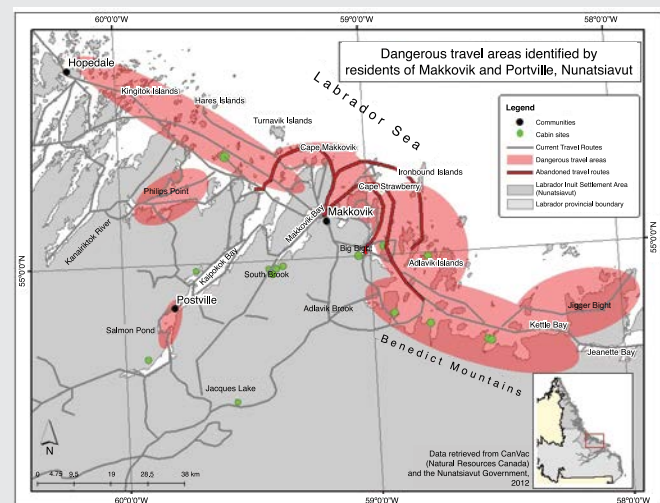 60°0'0"W
59°0'0"W
58°0'0"W
Dangerous travel areas identified by
residents of Makkovik and Portville, Nunatsiavut
Hopedale
Kingitok Islands
Hares Islands
Turnavik Islands
Labrador Sea
Legend
Communities
Cabin sites
Current Travel Routes
Dangerous travel areas
Abandoned travel routes
Labrador Inuit Settlement Area
(Nunatsiavut)
Labrador provincial boundary
Cape Makkovik
Ironbound Islands
Cape Strawberry
Philips Point
Makkovik Bay
Makkovik
Kanairiktok River
Kaipokok Bay
Big Bight
55°0'0"N
55°0'0"N
South Brook
Adlavik Islands
Postville
Adlavik Brook
Jigger Bight
Salmon Pond
Kettle Bay
Benedict Mountains
Jeanette Bay
Jacques Lake
N
Data retrieved from CanVac
(Natural Resources Canada)
and the Nunatsiavut Government,
2012
0 4.75 9.5 19 28.5 38 km
60°0'0"W
59°0'0"W
58°0'0"W